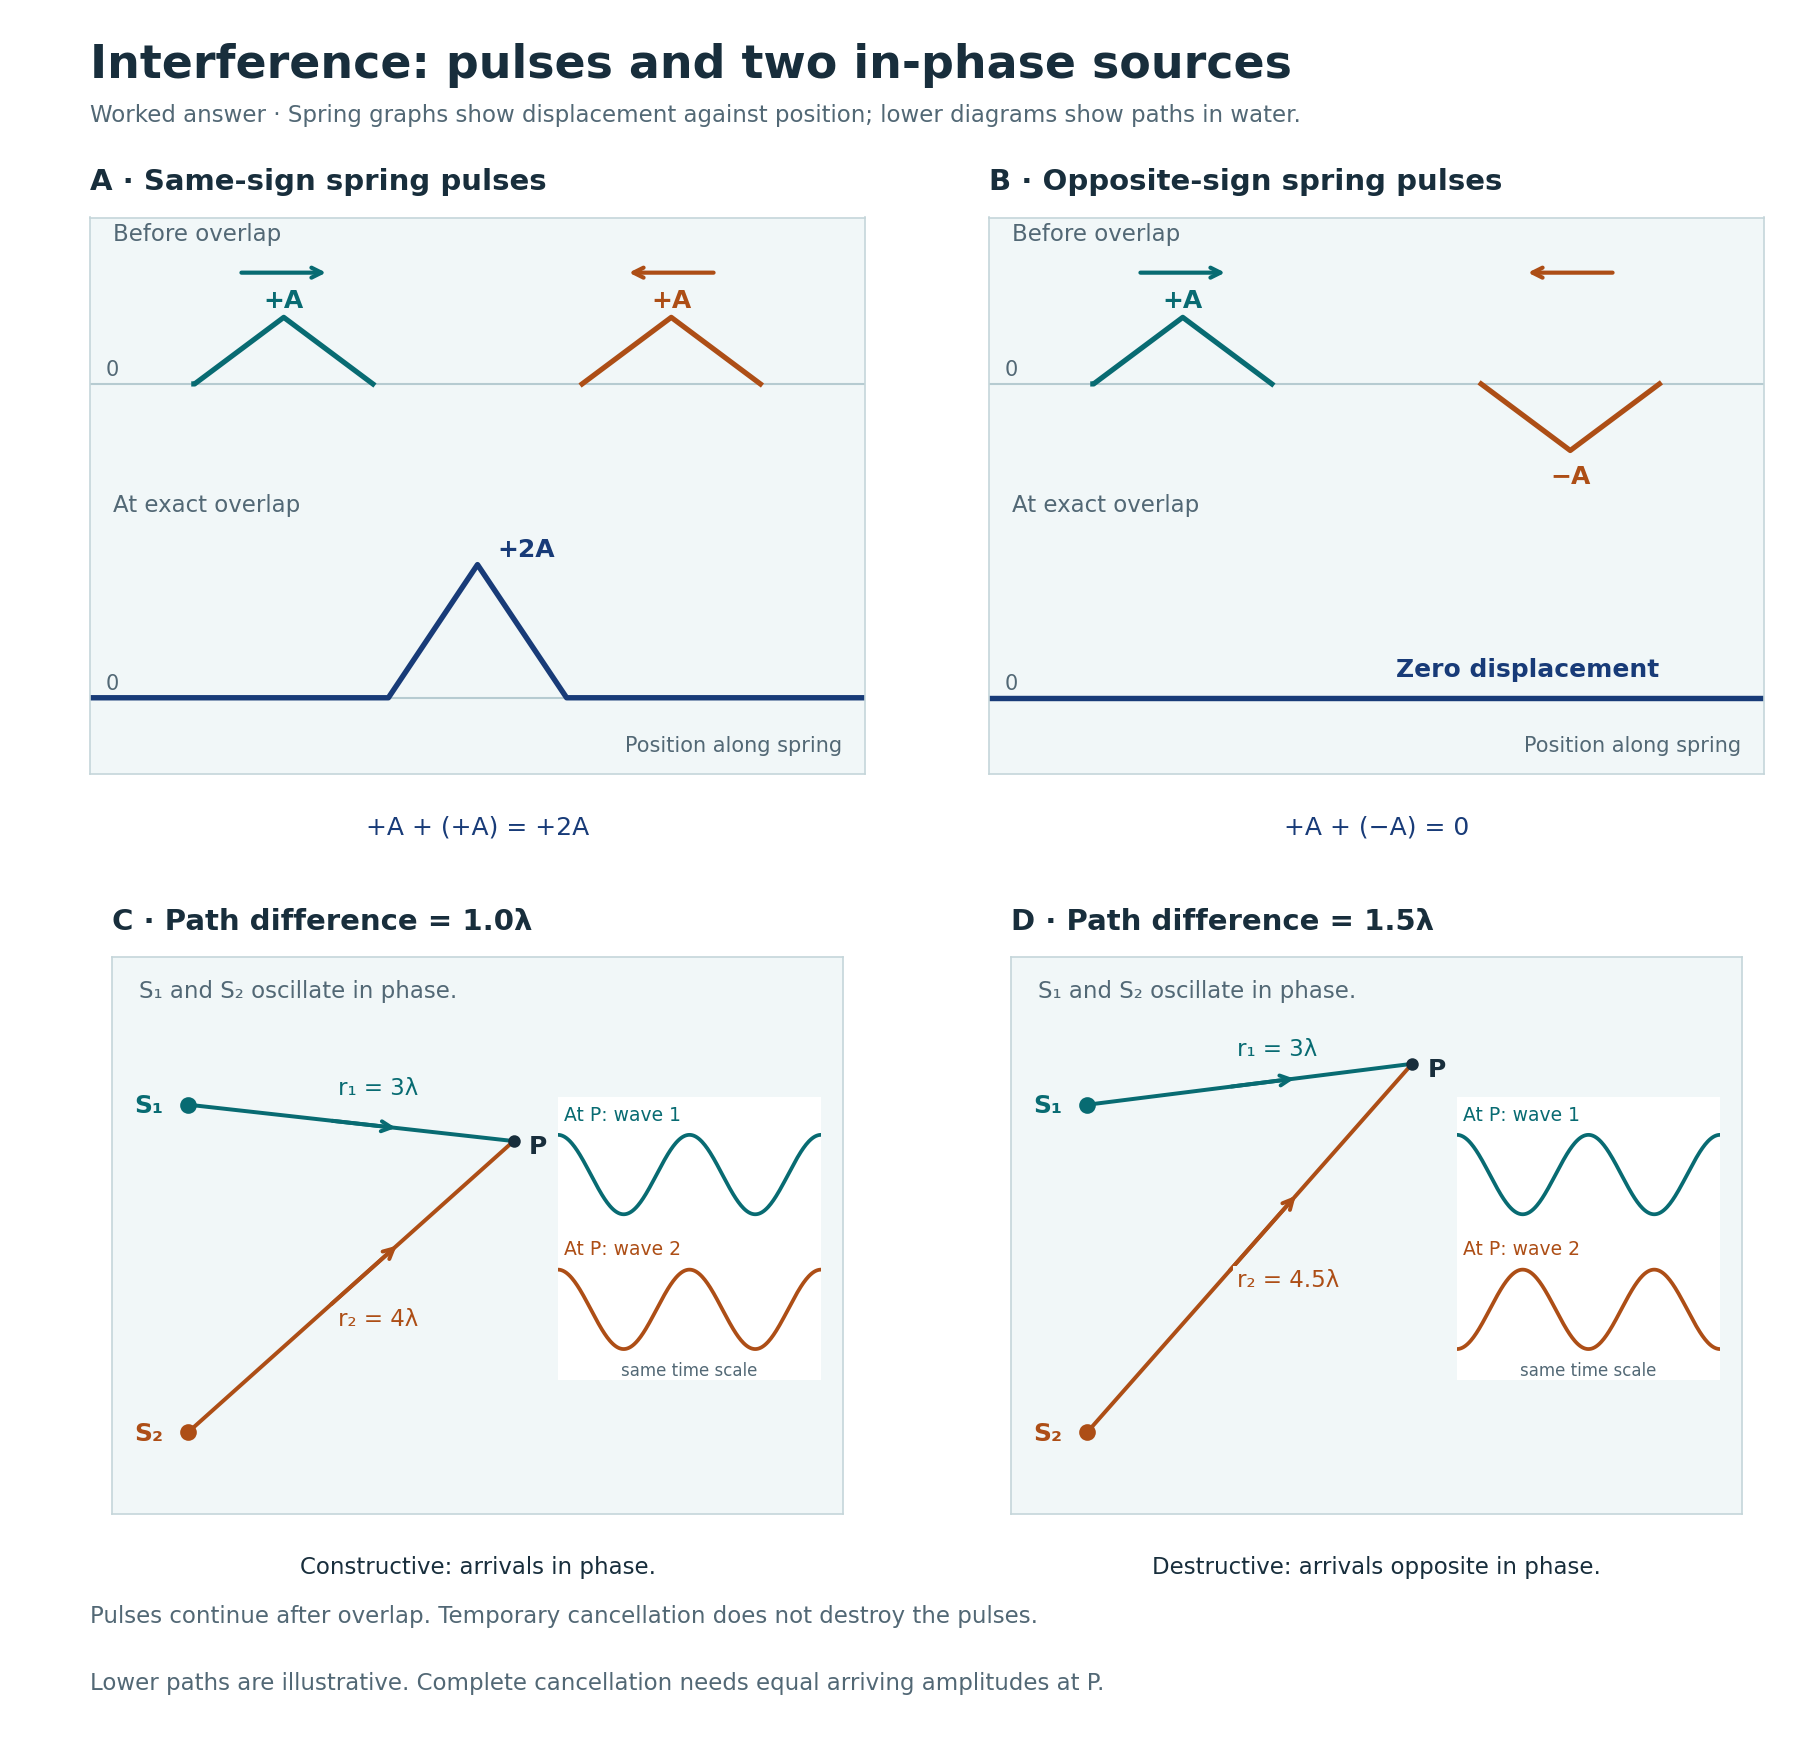 Interference: pulses and two in-phase sources
Worked answer · Spring graphs show displacement against position; lower diagrams show paths in water.
A · Same-sign spring pulses
Before overlap
+A
+A
0
At exact overlap
+2A
0
Position along spring
+A + (+A) = +2A
B · Opposite-sign spring pulses
Before overlap
+A
0
−A
At exact overlap
Zero displacement
0
Position along spring
+A + (−A) = 0
C · Path difference = 1.0λ
S₁ and S₂ oscillate in phase.
r₁ = 3λ
S₁
P
At P: wave 1
At P: wave 2
r₂ = 4λ
same time scale
S₂
Constructive: arrivals in phase.
D · Path difference = 1.5λ
S₁ and S₂ oscillate in phase.
r₁ = 3λ
P
S₁
At P: wave 1
At P: wave 2
r₂ = 4.5λ
same time scale
S₂
Destructive: arrivals opposite in phase.
Pulses continue after overlap. Temporary cancellation does not destroy the pulses.
Lower paths are illustrative. Complete cancellation needs equal arriving amplitudes at P.